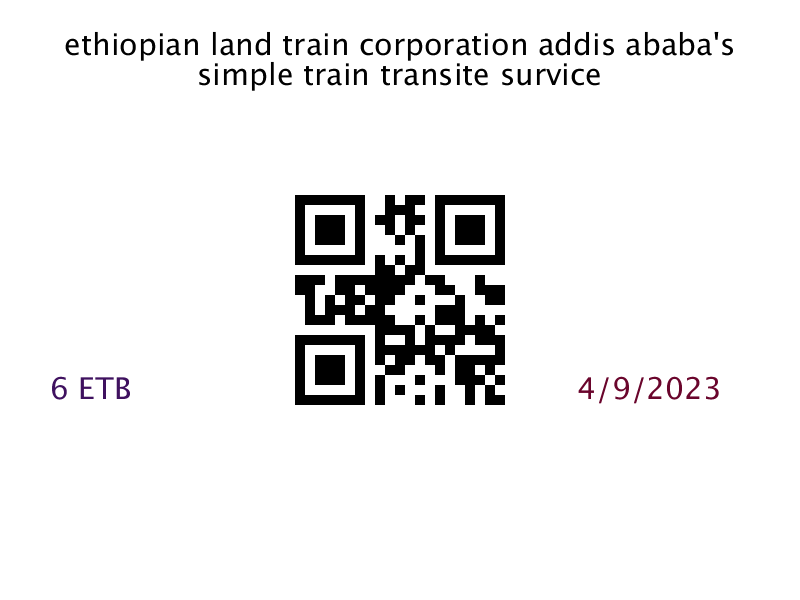 ethiopian land train corporation addis ababa's
simple train transite survice
6 ETB
4/9/2023